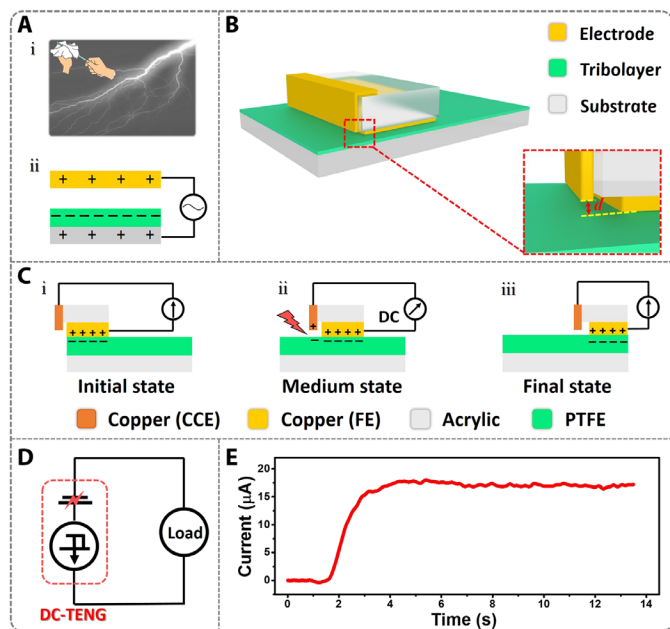 A
i
ii
+ + + +
− − − − − − −
+ + + +
B
Electrode
Tribolayer
Substrate
d
C
i
+ + + +
− − − −
Initial state
ii
DC
+
+ + + +
−
− − − −
Medium state
iii
+ + + +
− − − −
Final state
Copper (CCE)
Copper (FE)
Acrylic
PTFE
D
Load
DC-TENG
E
Current (μA)
20
15
10
5
0
0 2 4 6 8 10 12 14
Time (s)